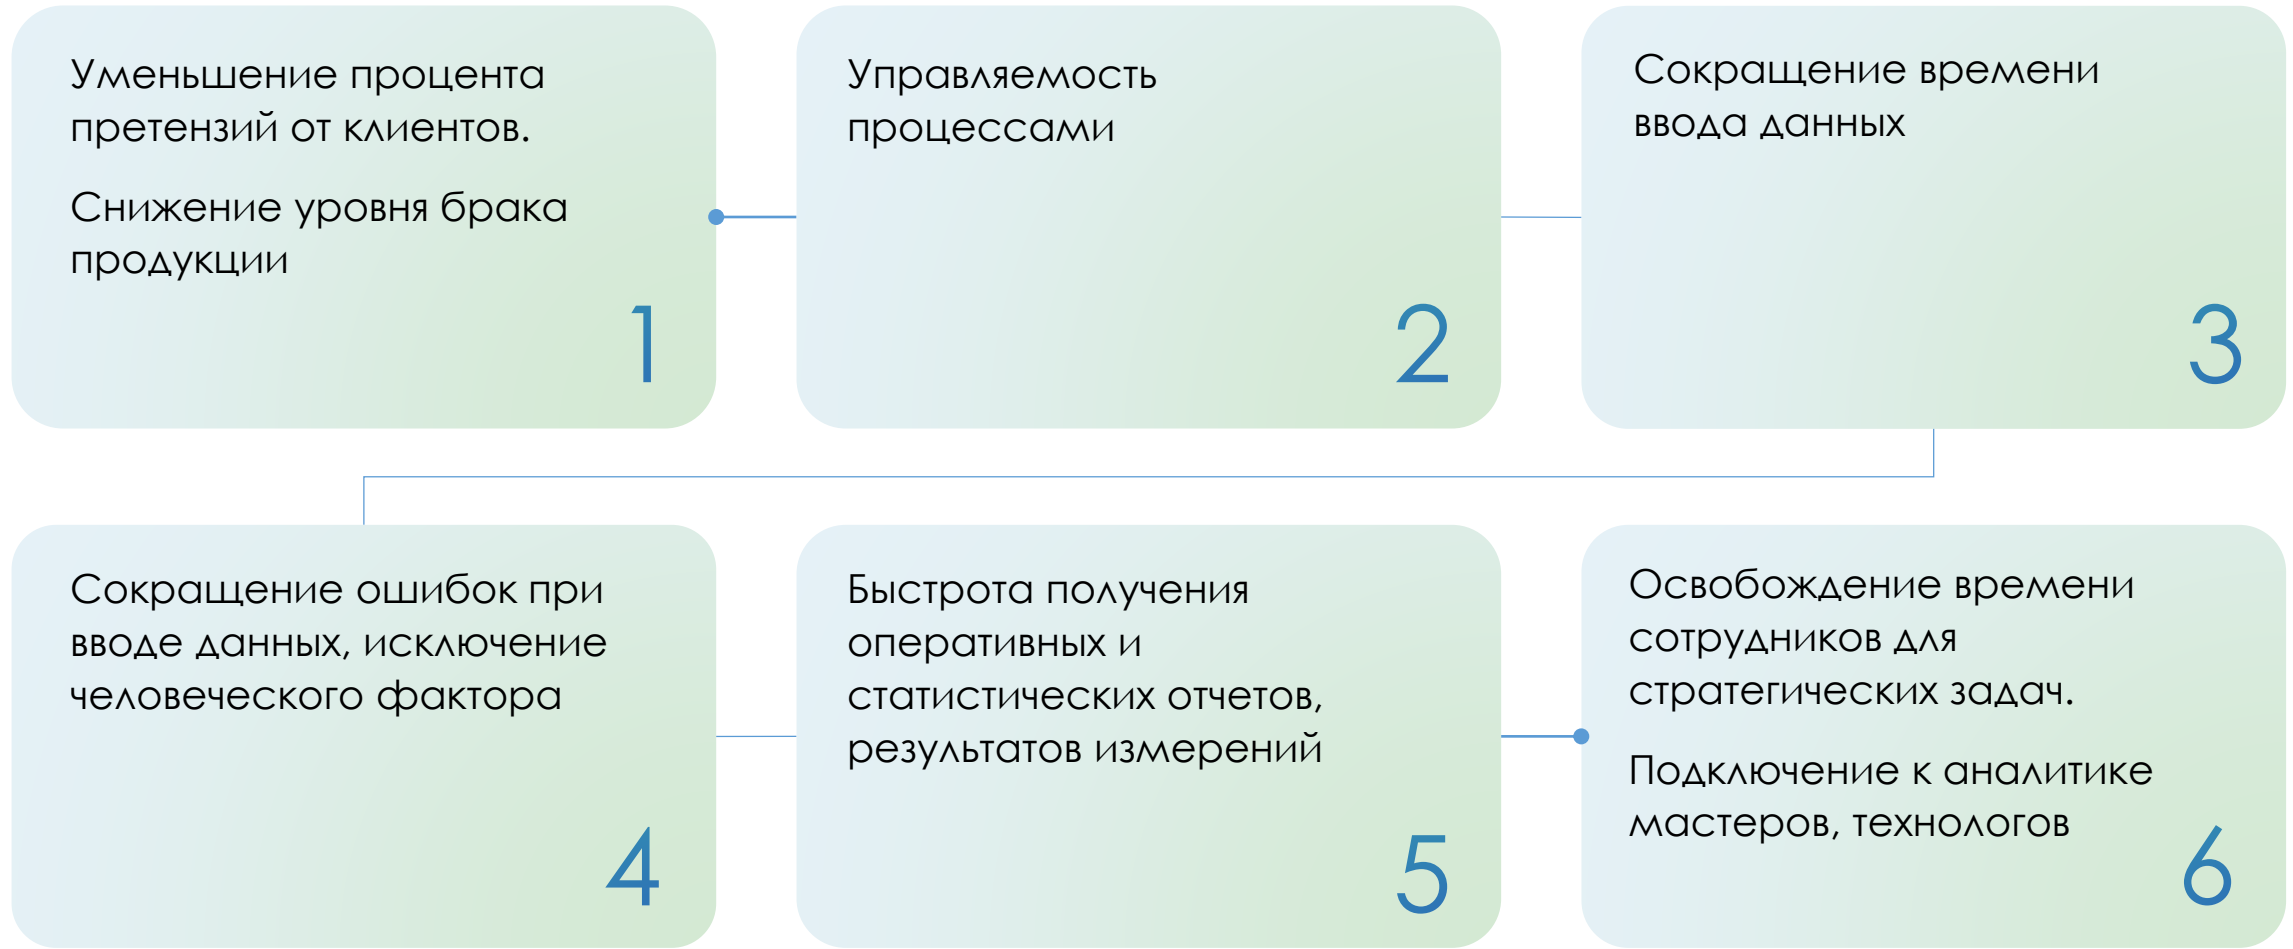 Уменьшение процента
претензий от клиентов.
Снижение уровня брака
продукции
1
Управляемость
процессами
2
Сокращение времени
ввода данных
3
Сокращение ошибок при
вводе данных, исключение
человеческого фактора
4
Быстрота получения
оперативных и
статистических отчетов,
результатов измерений
5
Освобождение времени
сотрудников для
стратегических задач.
Подключение к аналитике
мастеров, технологов
6